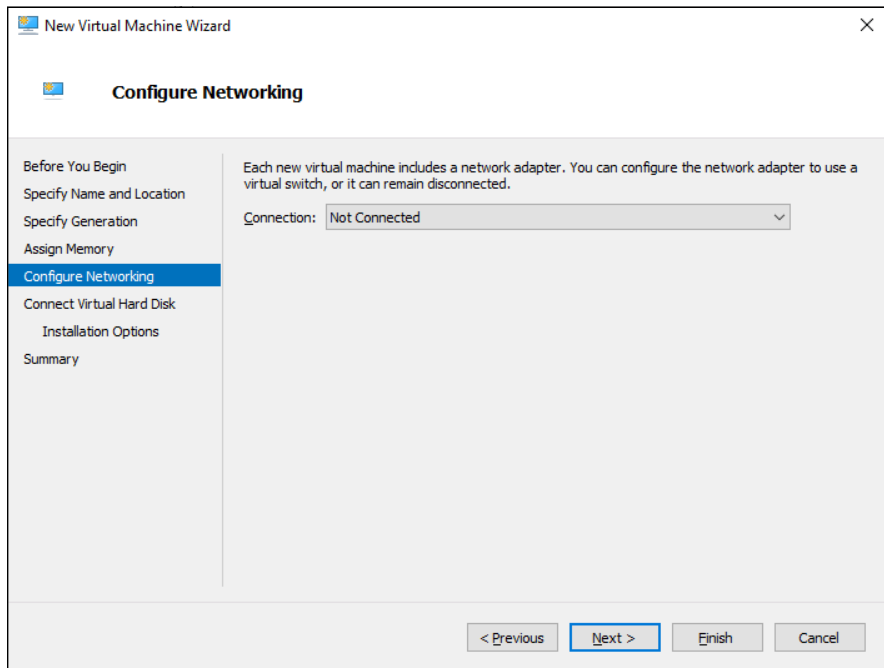 New Virtual Machine Wizard
Configure Networking
Before You Begin
Specify Name and Location
Specify Generation
Assign Memory
Configure Networking
Connect Virtual Hard Disk
Installation Options
Summary
Each new virtual machine includes a network adapter. You can configure the network adapter to use a
virtual switch, or it can remain disconnected.
Connection: Not Connected
< Previous Next > Finish Cancel